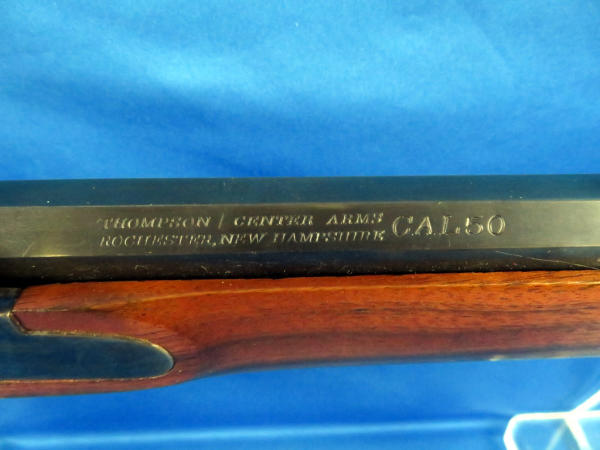 THOMPSON / CENTER ARMS
ROCHESTER, NEW HAMPSHIRE
CAL.50